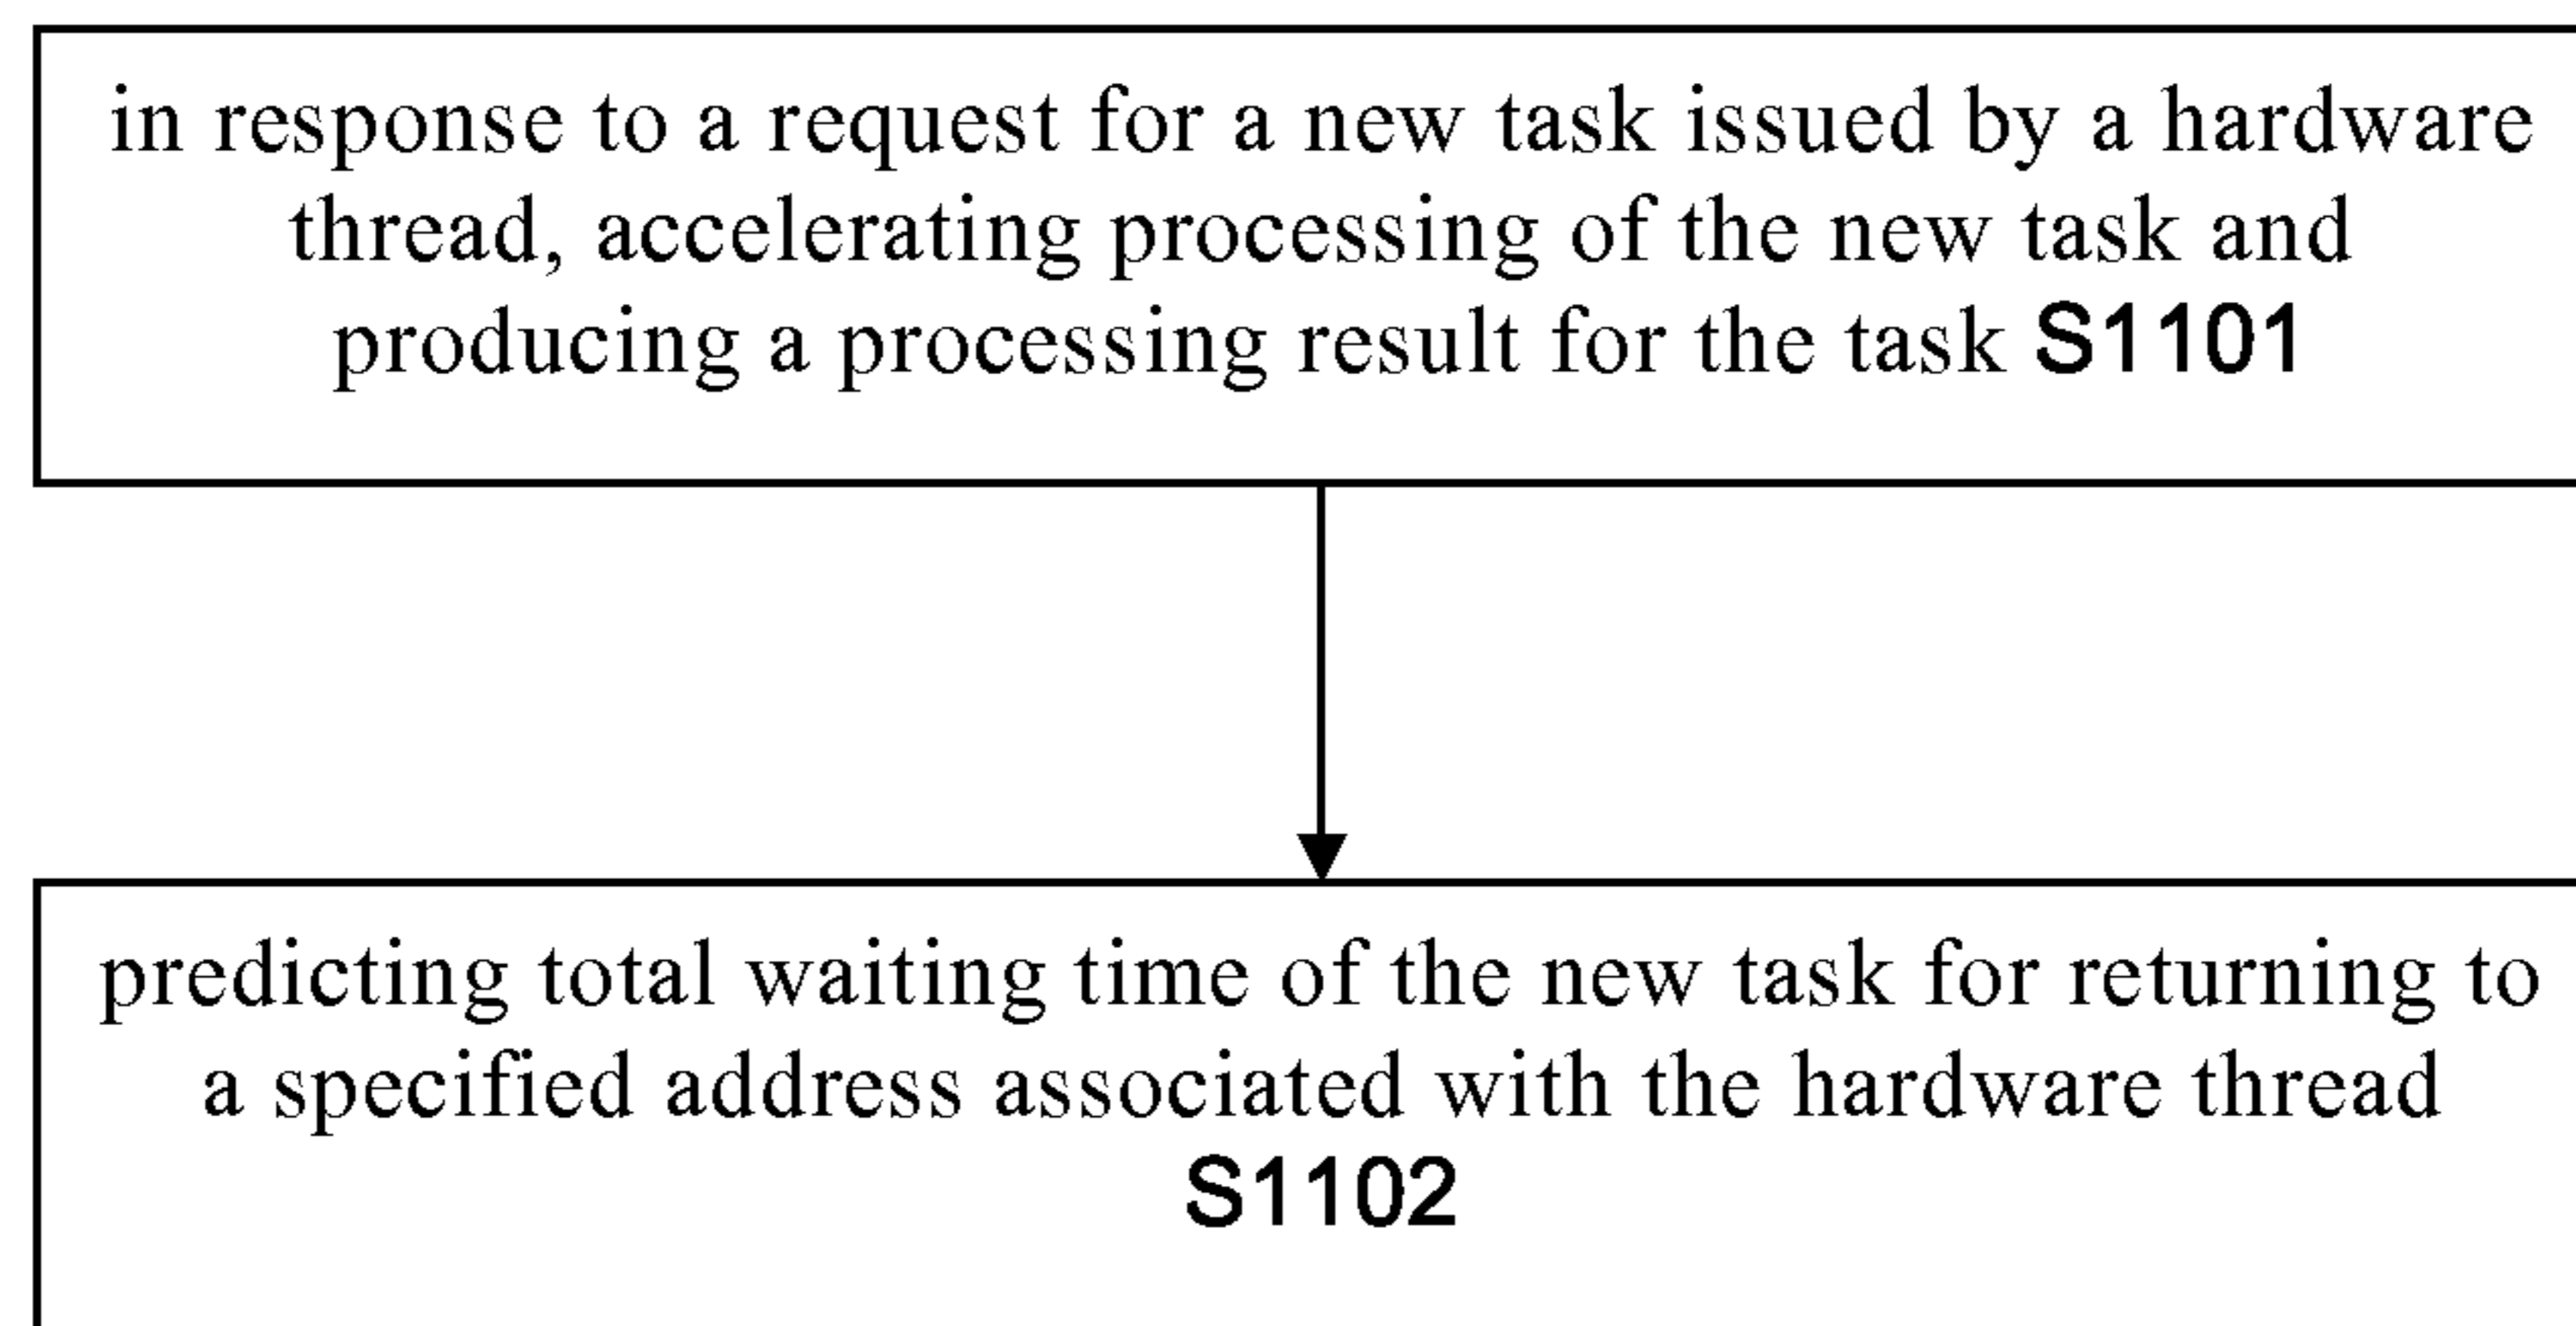 in response to a request for a new task issued by a hardware
thread, accelerating processing of the new task and
producing a processing result for the task S1101
predicting total waiting time of the new task for returning to
a specified address associated with the hardware thread
S1102